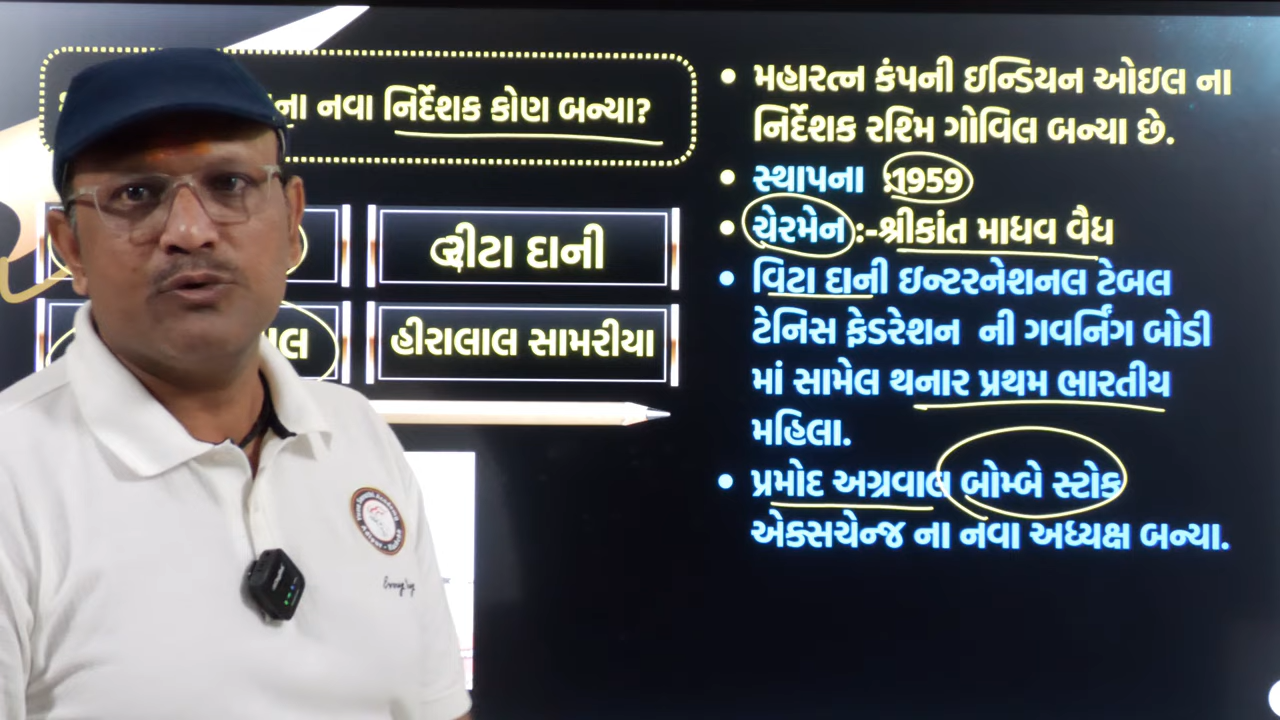 ના નવા નિર્દેશક કોણ બન્યા?
વીટા દાની
લ
હીરાલાલ સામરીયા
• મહારત્ન કંપની ઇન્ડિયન ઓઇલ ના
નિર્દેશક રશ્મિ ગોવિલ બન્યા છે.
• સ્થાપના :1959
• ચેરમેન :-શ્રીકાંત માધવ વૈધ
• વિટા દાની ઇન્ટરનેશનલ ટેબલ
ટેનિસ ફેડરેશન ની ગવર્નિંગ બોડી
માં સામેલ થનાર પ્રથમ ભારતીય
મહિલા.
• પ્રમોદ અગ્રવાલ બોમ્બે સ્ટોક
એક્સચેન્જ ના નવા અધ્યક્ષ બન્યા.